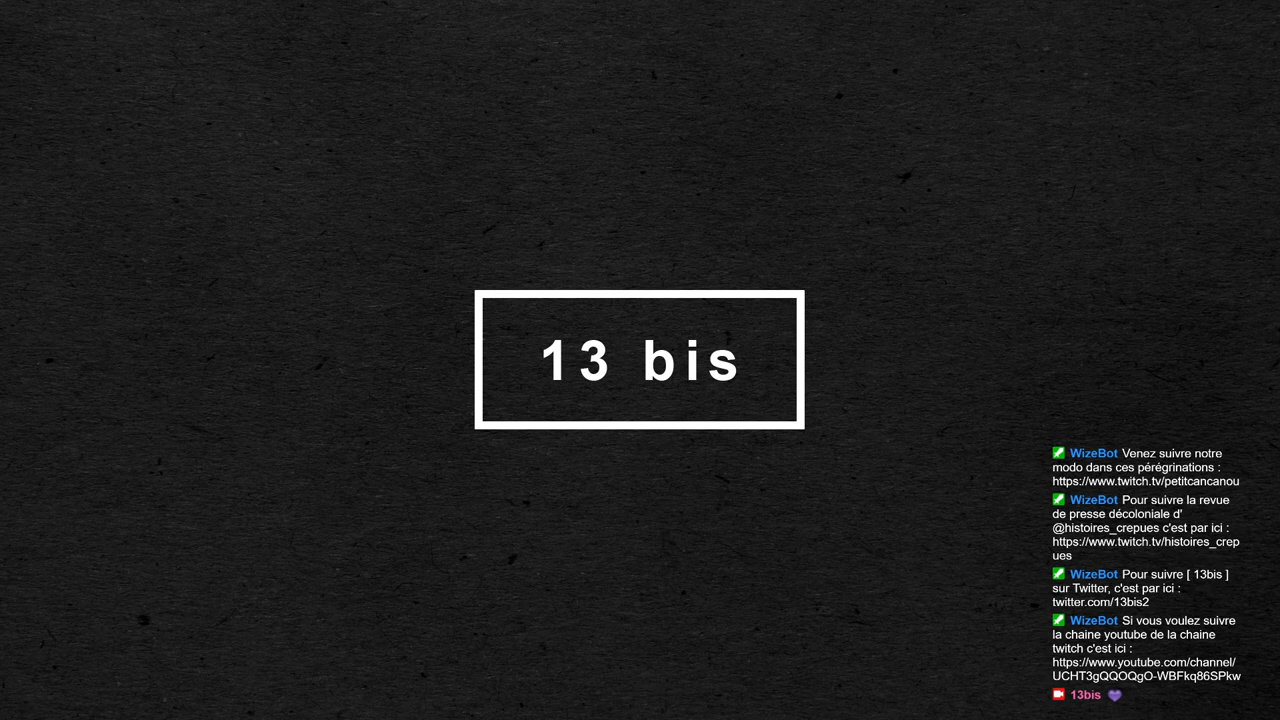 13 bis
WizeBot Venez suivre notre
modo dans ces pérégrinations :
https://www.twitch.tv/petitcancanou
WizeBot Pour suivre la revue
de presse décoloniale d'
@histoires_crepues c'est par ici :
https://www.twitch.tv/histoires_crep
ues
WizeBot Pour suivre [ 13bis ]
sur Twitter, c'est par ici :
twitter.com/13bis2
WizeBot Si vous voulez suivre
la chaine youtube de la chaine
twitch c'est ici :
https://www.youtube.com/channel/
UCHT3gQQOQgO-WBFkq86SPkw
13bis